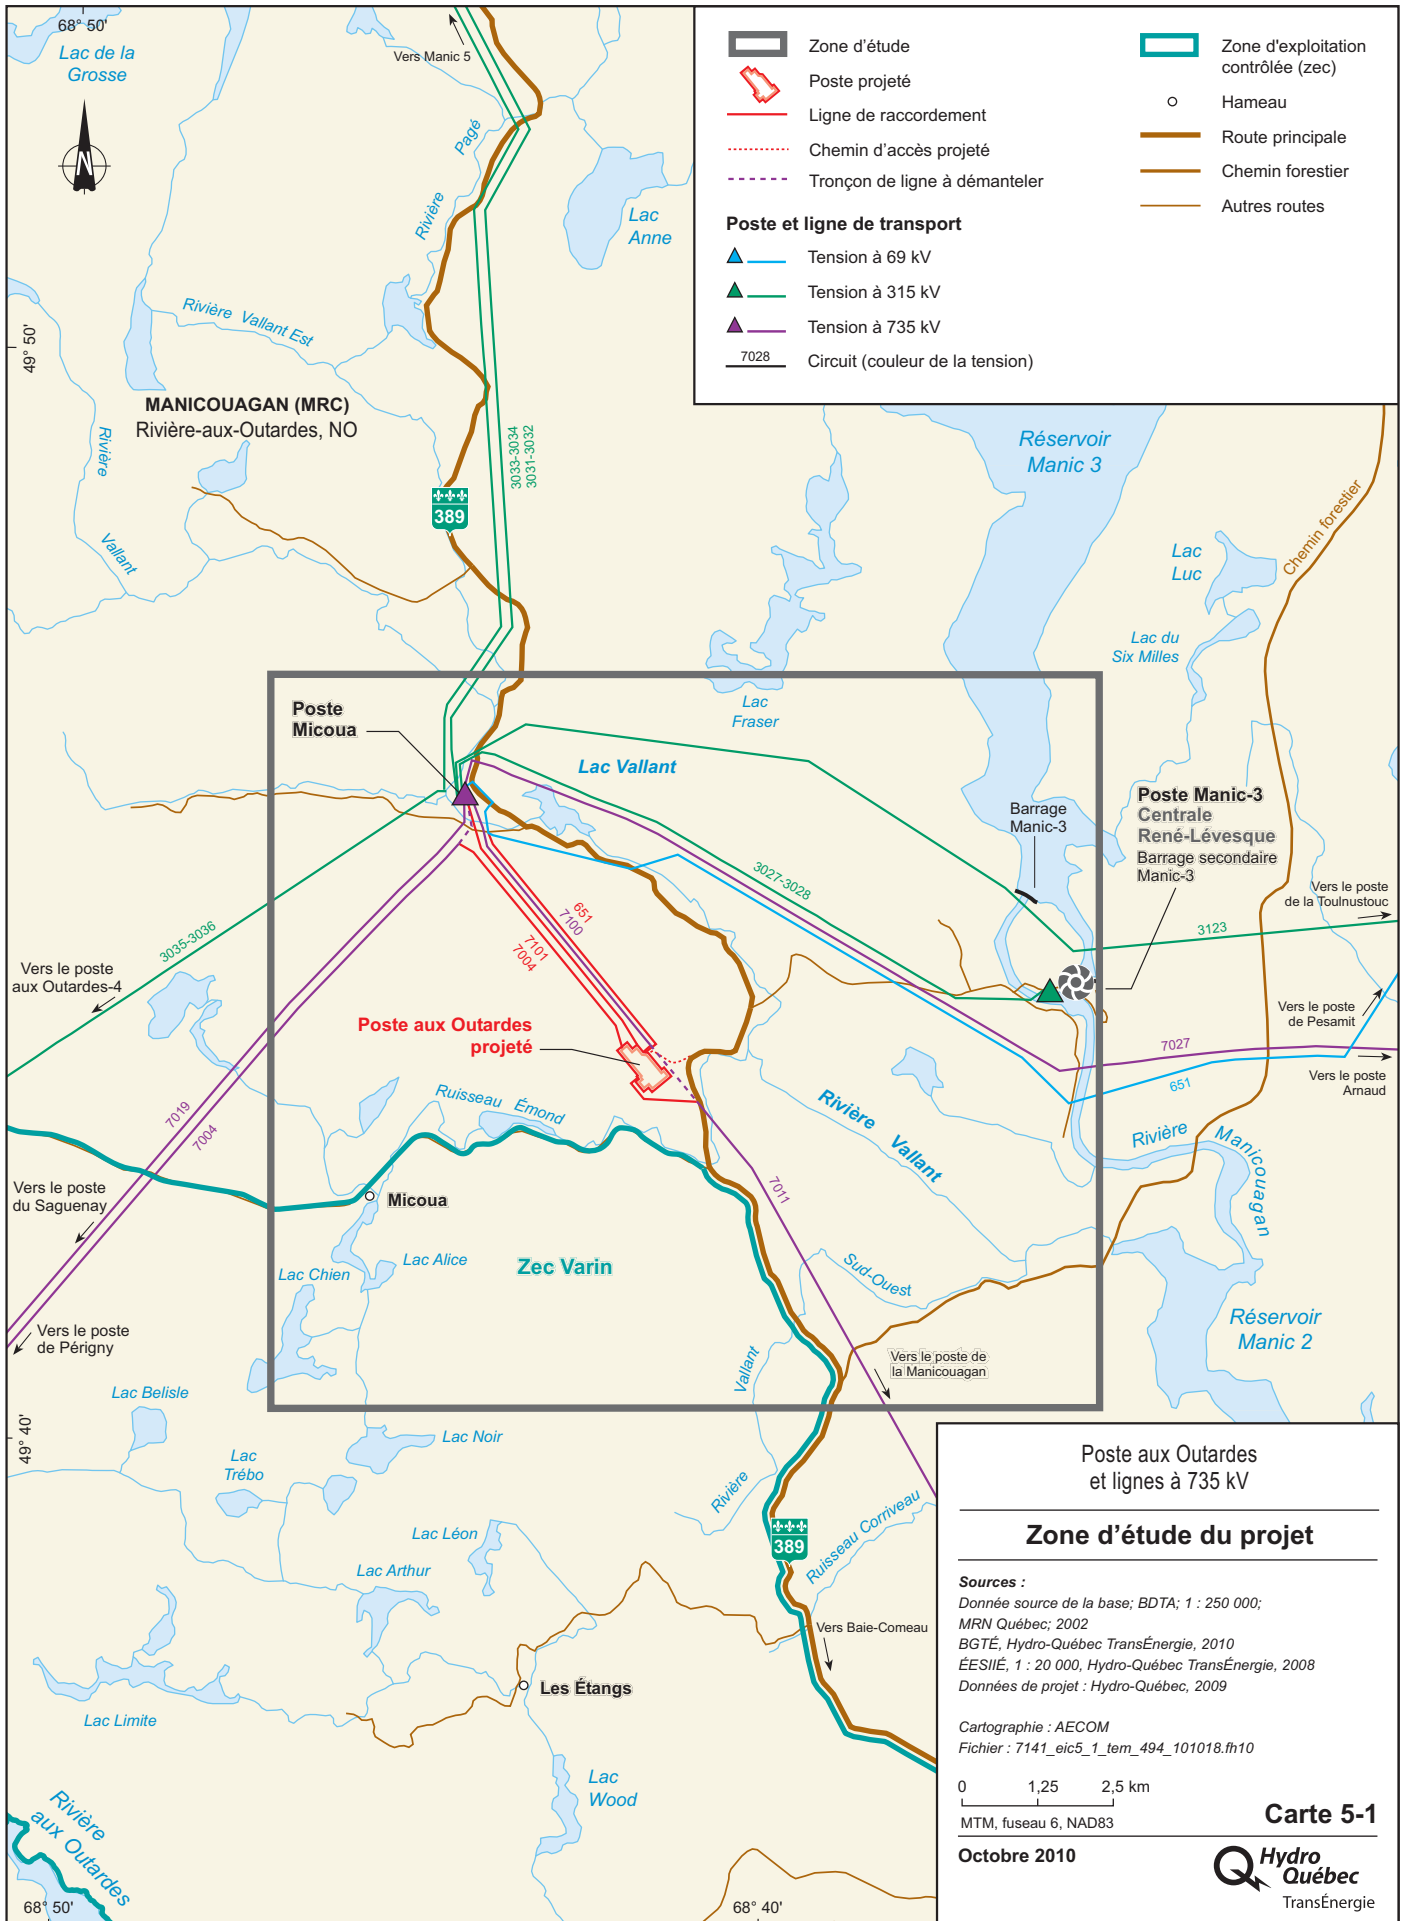 68° 50'
Lac de la
Grosse
N
Vers Manic 5
Zone d'étude
Poste projeté
Ligne de raccordement
Chemin d'accès projeté
Tronçon de ligne à démanteler
Poste et ligne de transport
Tension à 69 kV
Tension à 315 kV
Tension à 735 kV
7028
Circuit (couleur de la tension)
Zone d'exploitation
contrôlée (zec)
Hameau
Route principale
Chemin forestier
Autres routes
Rivière
Pagé
Lac
Anne
Rivière Vallant Est
49° 50'
MANICOUAGAN (MRC)
Rivière-aux-Outardes, NO
Rivière
Vallant
3033-3034
3031-3032
389
Réservoir
Manic 3
Chemin forestier
Lac
Luc
Lac du
Six Milles
Lac
Fraser
Poste
Micoua
Lac Vallant
Barrage
Manic-3
Poste Manic-3
Centrale
René-Lévesque
Barrage secondaire
Manic-3
Vers le poste
de la Toulnustouc
3027-3028
3123
3035-3036
651
7100
7101
7004
Vers le poste
aux Outardes-4
Vers le poste
de Pesamit
Poste aux Outardes
projeté
7027
651
Vers le poste
Arnaud
Ruisseau Émond
Rivière Vallant
Rivière Manicouagan
7019
7004
Vers le poste
du Saguenay
Micoua
7011
Lac Alice
Lac Chien
Zec Varin
Sud-Ouest
Réservoir
Manic 2
Vers le poste
de Périgny
Vallant
Rivière
Vers le poste de
la Manicouagan
Lac Belisle
49° 40'
Lac Noir
Lac
Trébo
Lac Léon
Lac Arthur
389
Ruisseau Corriveau
Vers Baie-Comeau
Les Étangs
Lac Limite
Lac
Wood
Rivière
aux Outardes
68° 50'
68° 40'
Poste aux Outardes
et lignes à 735 kV
Zone d'étude du projet
Sources :
Donnée source de la base; BDTA; 1 : 250 000;
MRN Québec; 2002
BGTÉ, Hydro-Québec TransÉnergie, 2010
ÉESIIÉ, 1 : 20 000, Hydro-Québec TransÉnergie, 2008
Données de projet : Hydro-Québec, 2009
Cartographie : AECOM
Fichier : 7141_eic5_1_tem_494_101018.fh10
0 1,25 2,5 km
MTM, fuseau 6, NAD83
Carte 5-1
Octobre 2010
Hydro
Québec
TransÉnergie